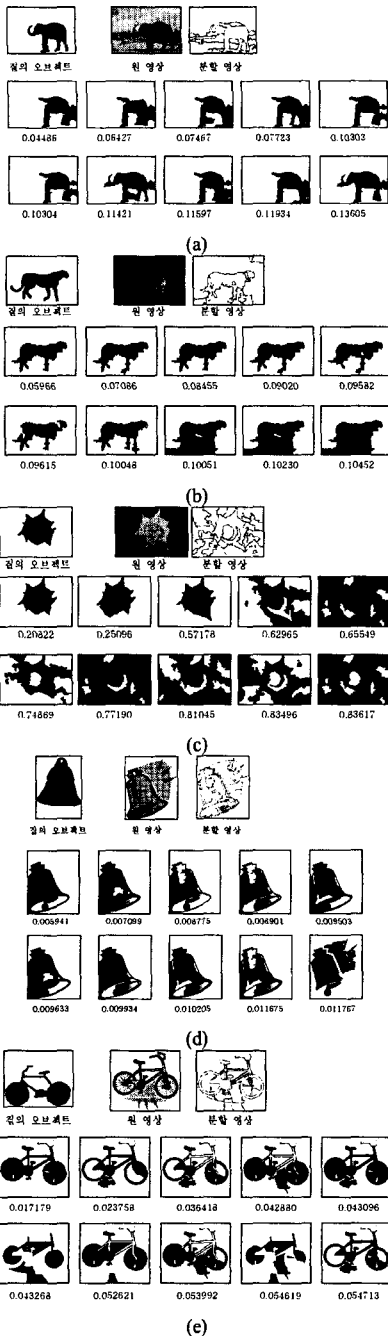 질의 오브젝트 원 영상 분할 영상
0.04486 0.06427 0.07467 0.07723 0.10303
0.10304 0.11421 0.11597 0.11934 0.13605
(a)
질의 오브젝트 원 영상 분할 영상
0.05966 0.07086 0.08455 0.09020 0.09582
0.09615 0.10048 0.10051 0.10230 0.10452
(b)
질의 오브젝트 원 영상 분할 영상
0.20822 0.25096 0.57178 0.62965 0.65549
0.74869 0.77190 0.81045 0.83496 0.83617
(c)
질의 오브젝트 원 영상 분할 영상
0.006941 0.007099 0.008775 0.008901 0.009503
0.009633 0.009934 0.010205 0.011675 0.011767
(d)
질의 오브젝트 원 영상 분할 영상
0.017179 0.023758 0.036418 0.042880 0.043096
0.043268 0.052621 0.053992 0.054619 0.054713
(e)